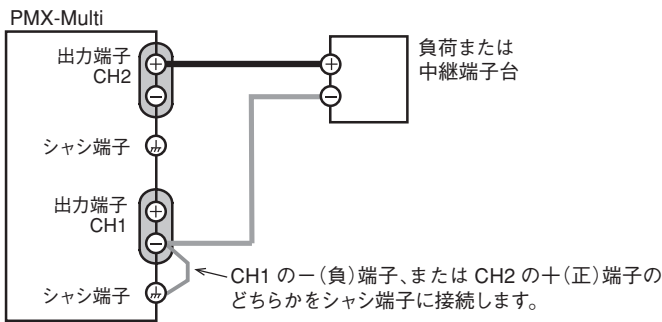 PMX-Multi
出力端子
CH2
負荷または
中継端子台
シャシ端子
出力端子
CH1
シャシ端子
CH1 の－(負)端子、または CH2 の＋(正)端子の
どちらかをシャシ端子に接続します。